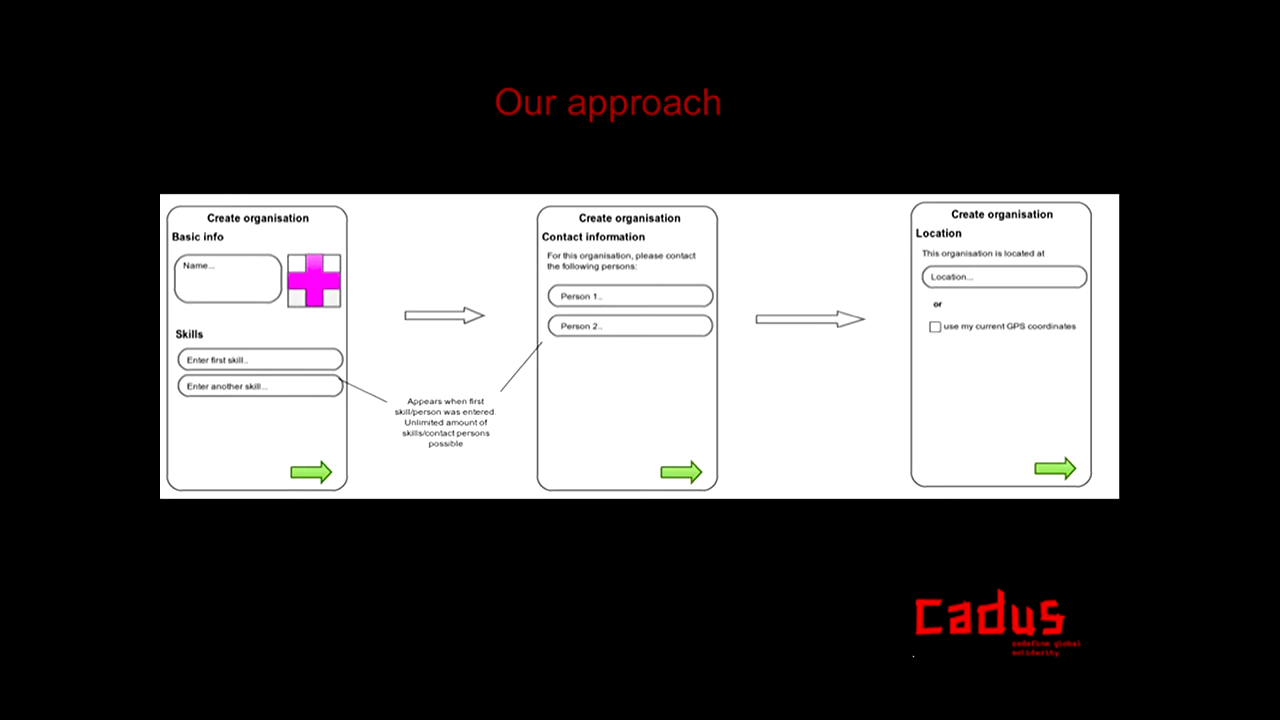 Our approach
Create organisation
Basic info
Name...
Skills
Enter first skill..
Enter another skill...
Appears when first
skill/person was entered.
Unlimited amount of
skills/contact persons
possible
Create organisation
Contact information
For this organisation, please contact
the following persons:
Person 1..
Person 2..
Create organisation
Location
This organisation is located at
Location...
or
use my current GPS coordinates
cadus
redefine global
solidarity